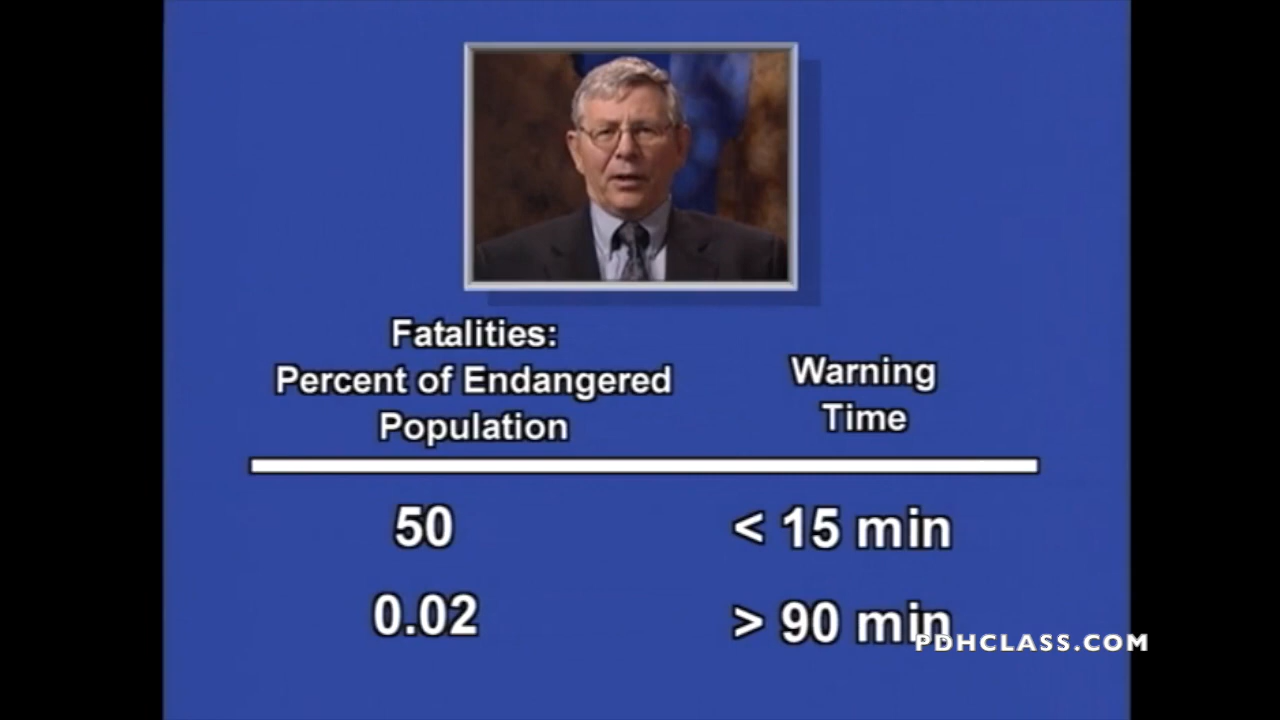 Fatalities:
Percent of Endangered
Population
Warning
Time
50
< 15 min
0.02
> 90 min
PDHCLASS.COM